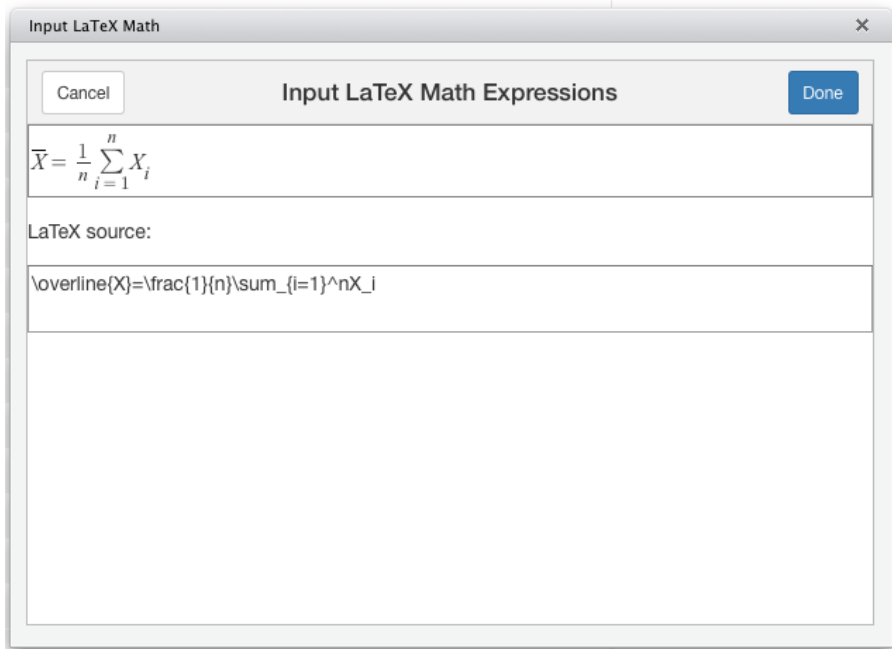 Input LaTeX Math ×
Cancel Input LaTeX Math Expressions Done
X̅ = 1/n ∑_{i = 1}^{n} X_i
LaTeX source:
\overline{X}=\frac{1}{n}\sum_{i=1}^nX_i